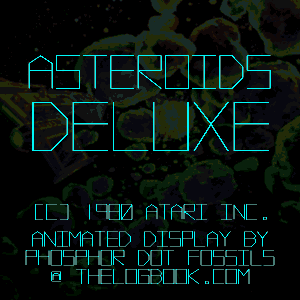 ASTEROIDS
DELUXE
(C) 1980 ATARI INC.
ANIMATED DISPLAY BY
PHOSPHOR DOT FOSSILS
@ THELOGBOOK.COM